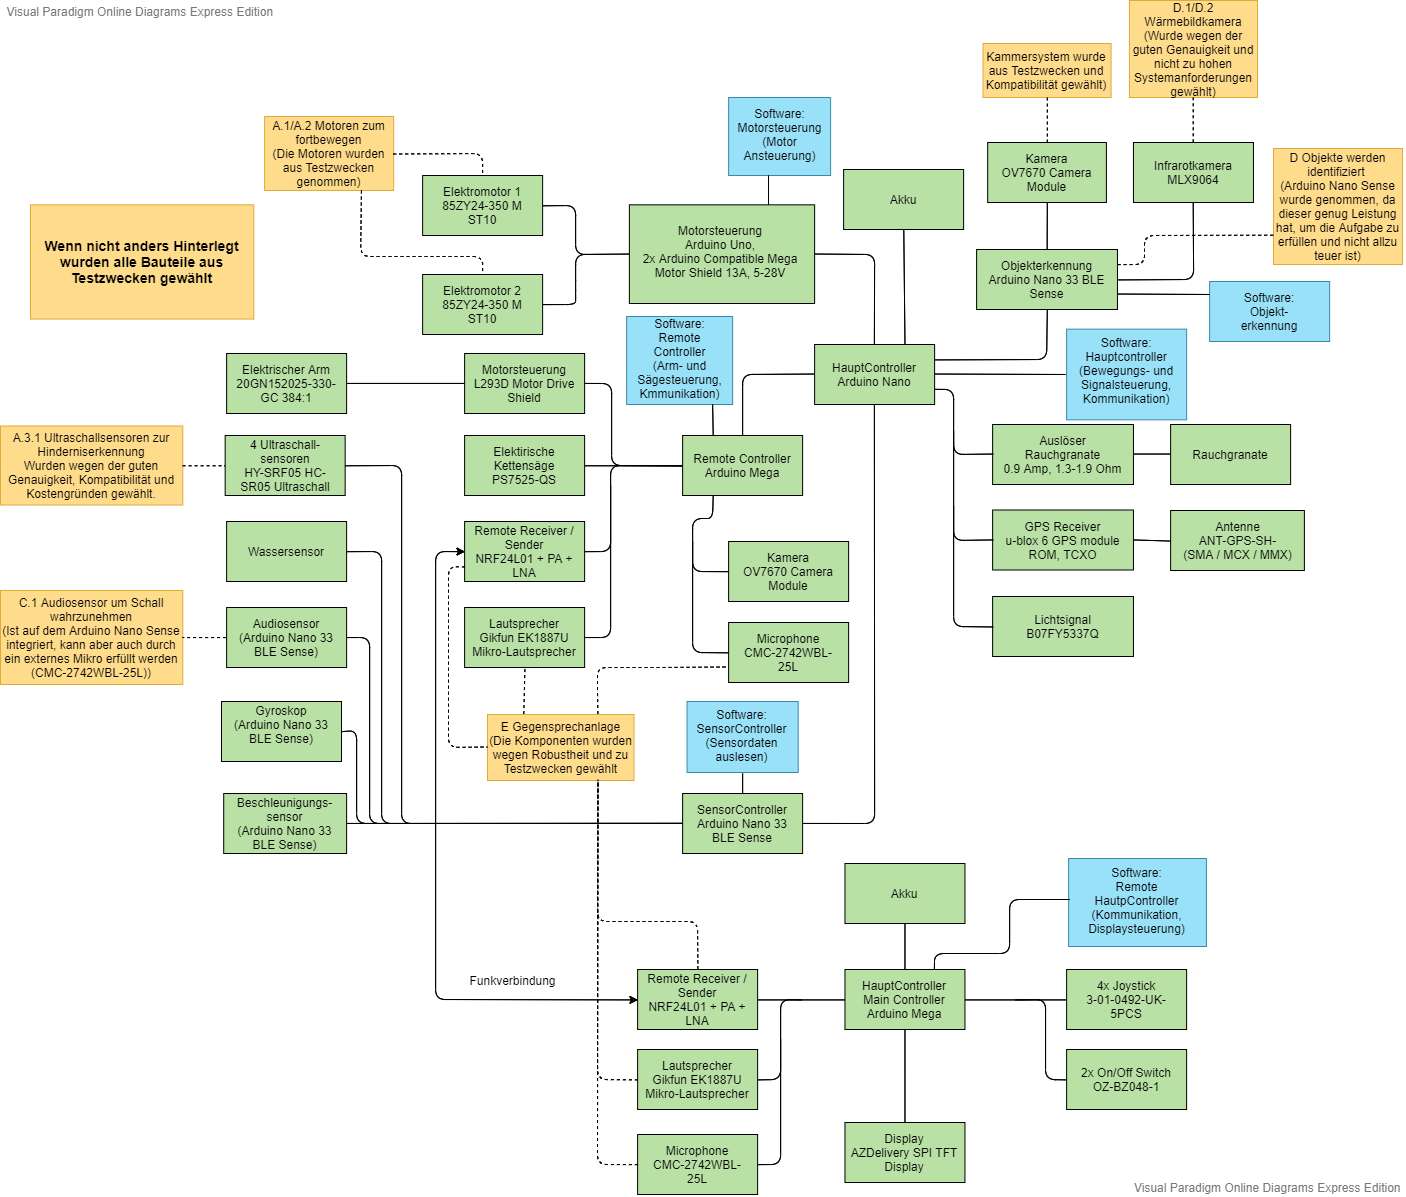 Visual Paradigm Online Diagrams Express Edition
D.1/D.2
Wärmebildkamera
(Wurde wegen der
guten Genauigkeit und
nicht zu hohen
Systemanforderungen
gewählt)
Kammersystem wurde
aus Testzwecken und
Kompatibilität gewählt)
Software:
Motorsteuerung
(Motor
Ansteuerung)
A.1/A.2 Motoren zum
fortbewegen
(Die Motoren wurden
aus Testzwecken
genommen)
Kamera
OV7670 Camera
Module
Infrarotkamera
MLX9064
D Objekte werden
identifiziert
(Arduino Nano Sense
wurde genommen, da
dieser genug Leistung
hat, um die Aufgabe zu
erfüllen und nicht allzu
teuer ist)
Elektromotor 1
85ZY24-350 M
ST10
Akku
Wenn nicht anders Hinterlegt
wurden alle Bauteile aus
Testzwecken gewählt
Motorsteuerung
Arduino Uno,
2x Arduino Compatible Mega
Motor Shield 13A, 5-28V
Objekterkennung
Arduino Nano 33 BLE
Sense
Elektromotor 2
85ZY24-350 M
ST10
Software:
Objekt-
erkennung
Software:
Remote
Controller
(Arm- und
Sägesteuerung,
Kmmunikation)
Software:
Hauptcontroller
(Bewegungs- und
Signalsteuerung,
Kommunikation)
Elektrischer Arm
20GN152025-330-
GC 384:1
Motorsteuerung
L293D Motor Drive
Shield
HauptController
Arduino Nano
A.3.1 Ultraschallsensoren zur
Hinderniserkennung
Wurden wegen der guten
Genauigkeit, Kompatibilität und
Kostengründen gewählt.
4 Ultraschall-
sensoren
HY-SRF05 HC-
SR05 Ultraschall
Elektirische
Kettensäge
PS7525-QS
Remote Controller
Arduino Mega
Auslöser
Rauchgranate
0.9 Amp, 1.3-1.9 Ohm
Rauchgranate
Wassersensor
Remote Receiver /
Sender
NRF24L01 + PA +
LNA
Kamera
OV7670 Camera
Module
GPS Receiver
u-blox 6 GPS module
ROM, TCXO
Antenne
ANT-GPS-SH-
(SMA / MCX / MMX)
C.1 Audiosensor um Schall
wahrzunehmen
(Ist auf dem Arduino Nano Sense
integriert, kann aber auch durch
ein externes Mikro erfüllt werden
(CMC-2742WBL-25L))
Audiosensor
(Arduino Nano 33
BLE Sense)
Lautsprecher
Gikfun EK1887U
Mikro-Lautsprecher
Microphone
CMC-2742WBL-
25L
Lichtsignal
B07FY5337Q
Gyroskop
(Arduino Nano 33
BLE Sense)
E Gegensprechanlage
(Die Komponenten wurden
wegen Robustheit und zu
Testzwecken gewählt
Software:
SensorController
(Sensordaten
auslesen)
Beschleunigungs-
sensor
(Arduino Nano 33
BLE Sense)
SensorController
Arduino Nano 33
BLE Sense
Akku
Software:
Remote
HautpController
(Kommunikation,
Displaysteuerung)
Funkverbindung
Remote Receiver /
Sender
NRF24L01 + PA +
LNA
HauptController
Main Controller
Arduino Mega
4x Joystick
3-01-0492-UK-
5PCS
Lautsprecher
Gikfun EK1887U
Mikro-Lautsprecher
2x On/Off Switch
OZ-BZ048-1
Microphone
CMC-2742WBL-
25L
Display
AZDelivery SPI TFT
Display
Visual Paradigm Online Diagrams Express Edition